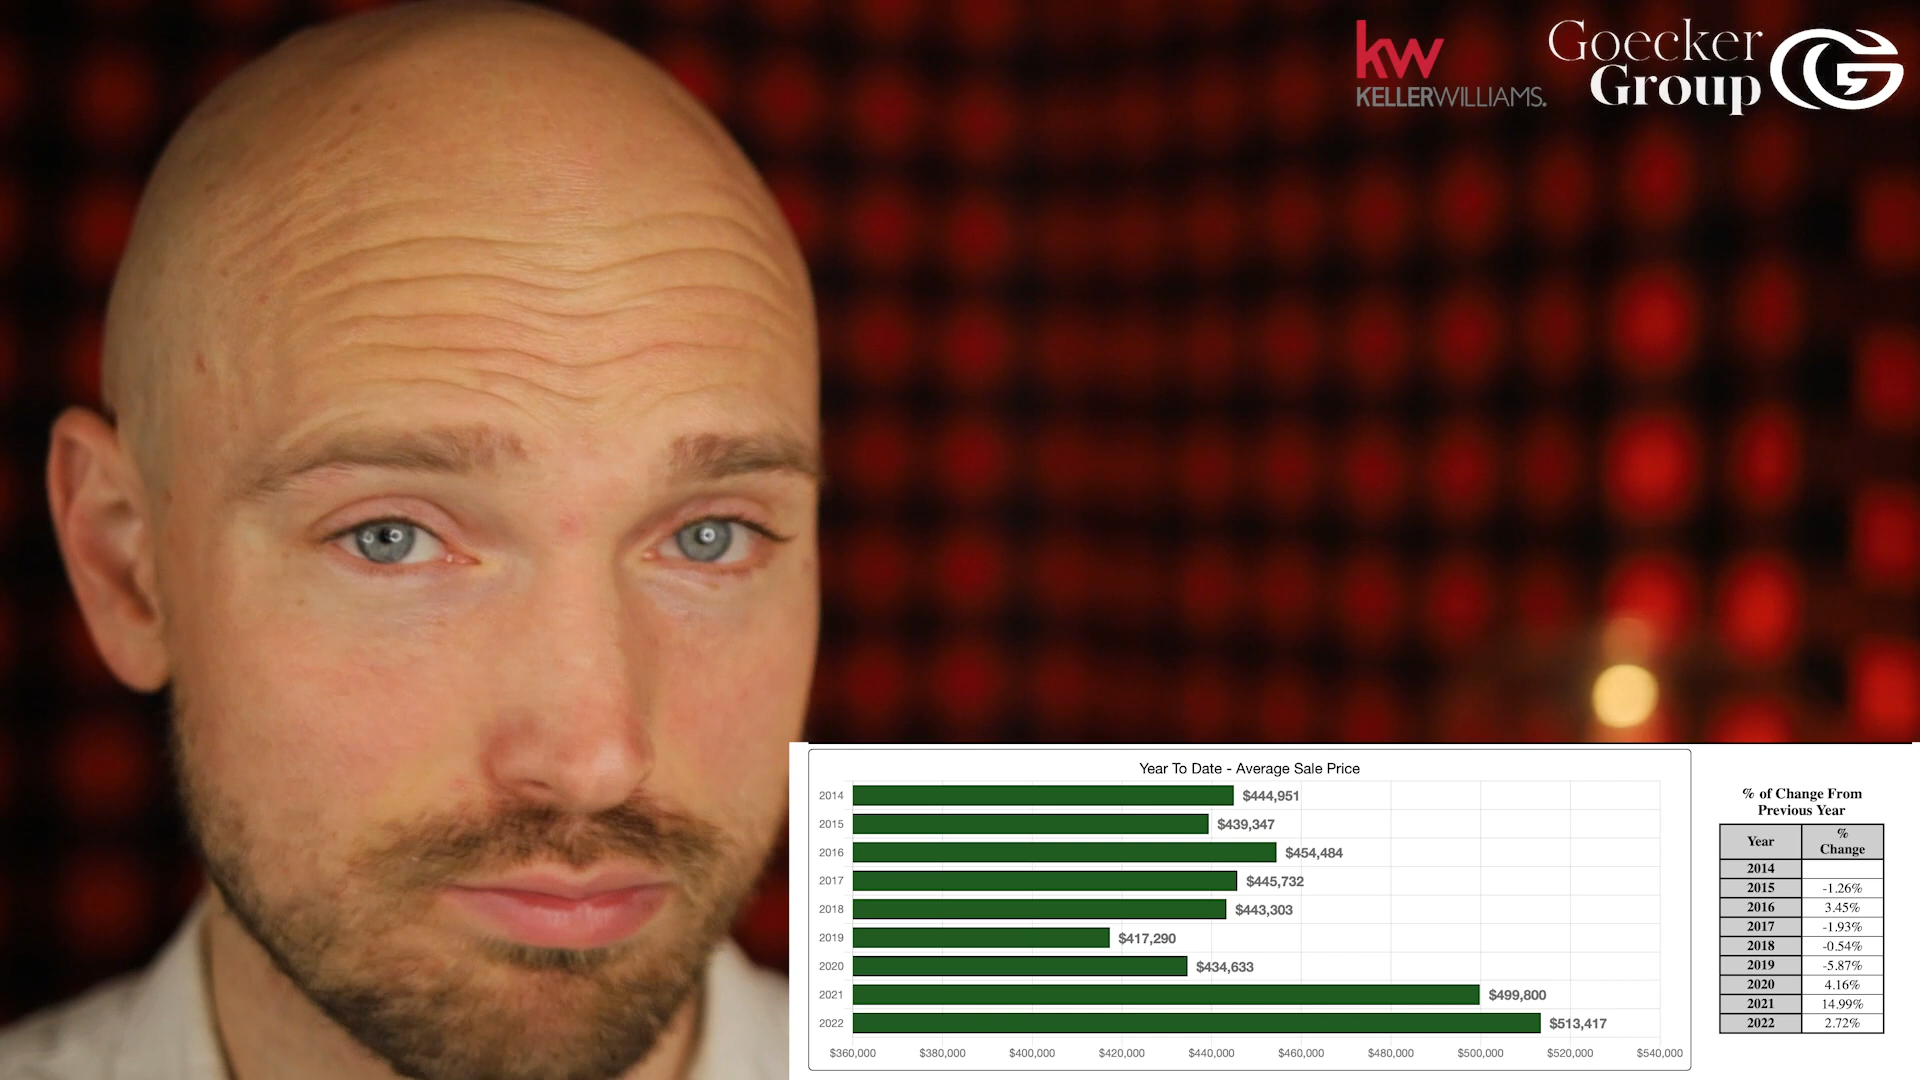 kw
KELLERWILLIAMS.
Goecker
Group
Year To Date - Average Sale Price
2014 $444,951
2015 $439,347
2016 $454,484
2017 $445,732
2018 $443,303
2019 $417,290
2020 $434,633
2021 $499,800
2022 $513,417
$360,000 $380,000 $400,000 $420,000 $440,000 $460,000 $480,000 $500,000 $520,000 $540,000
% of Change From
Previous Year
Year % Change
2014
2015 -1.26%
2016 3.45%
2017 -1.93%
2018 -0.54%
2019 -5.87%
2020 4.16%
2021 14.99%
2022 2.72%